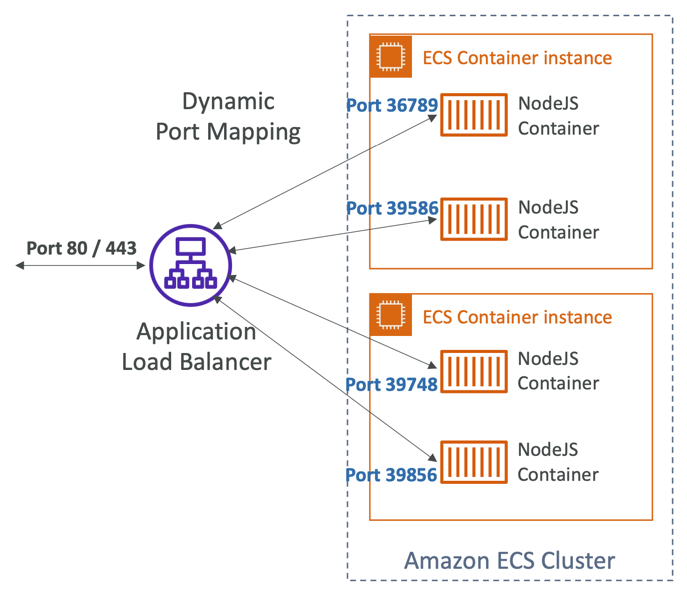 Dynamic
Port Mapping
Port 80 / 443
Application
Load Balancer
ECS Container instance
Port 36789
NodeJS
Container
Port 39586
NodeJS
Container
ECS Container instance
NodeJS
Container
Port 39748
NodeJS
Container
Port 39856
Amazon ECS Cluster